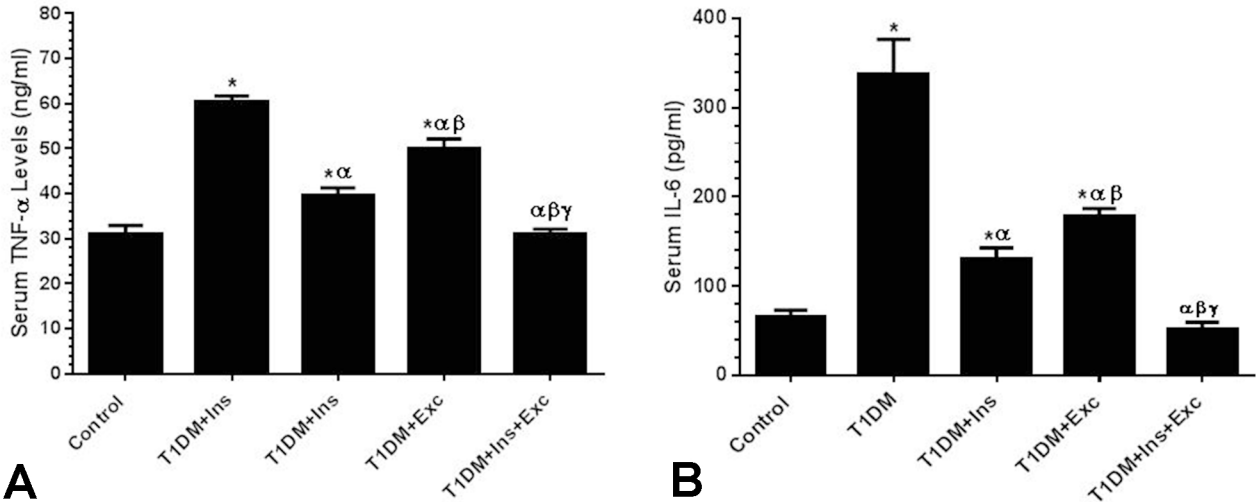 Serum TNF-α Levels (ng/ml)
80
70
60
50
40
30
20
10
0
*
*α
*αβ
αβγ
Control
T1DM+Ins
T1DM+Ins
T1DM+Exc
T1DM+Ins+Exc
A
Serum IL-6 (pg/ml)
400
300
200
100
0
*
*α
*αβ
αβγ
Control
T1DM
T1DM+Ins
T1DM+Exc
T1DM+Ins+Exc
B